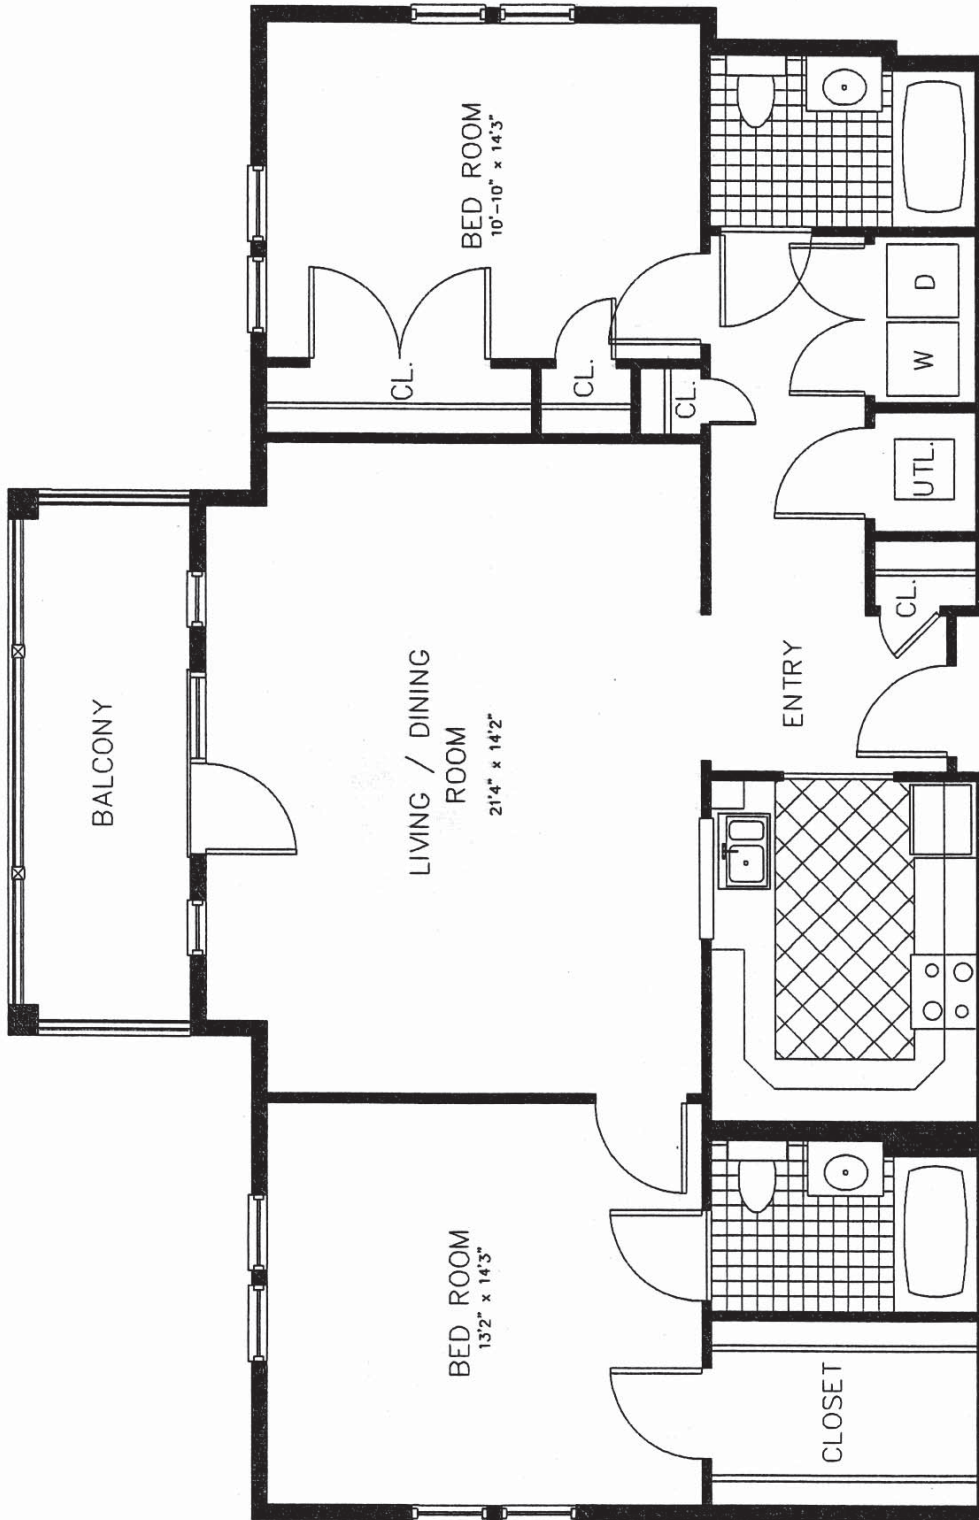 BALCONY
BED ROOM
13'2" x 14'3"
LIVING / DINING
ROOM
21'4" x 14'2"
BED ROOM
10'-10" x 14'3"
CL.
CL.
CL.
CLOSET
ENTRY
CL.
UTL.
W
D